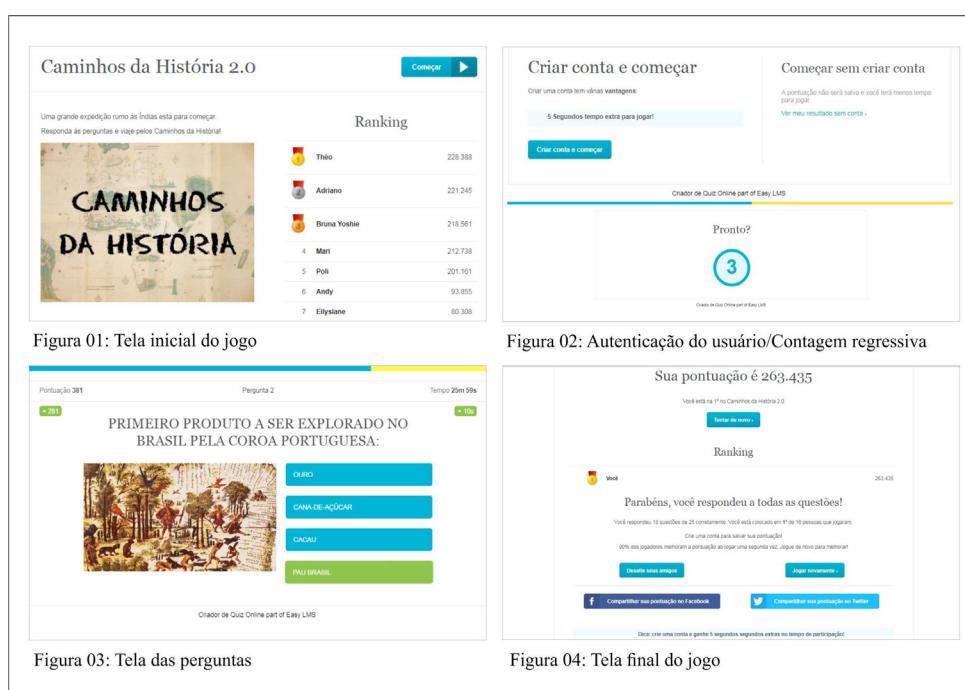 Caminhos da História 2.0
Começar
Uma grande expedição rumo às Índias está para começar.
Responda às perguntas e viaje pelos Caminhos da História!
CAMINHOS
DA HISTÓRIA
Ranking
Théo 228.388
Adriano 221.245
Bruna Yoshie 218.561
4 Mari 212.738
5 Poli 201.161
6 Andy 93.855
7 Ellysiane 80.308
Figura 01: Tela inicial do jogo
Criar conta e começar
Criar uma conta tem várias vantagens:
5 Segundos tempo extra para jogar!
Criar conta e começar
Começar sem criar conta
A pontuação não será salva e você terá menos tempo
para jogar
Ver meu resultado sem conta ›
Criador de Quiz Online part of Easy LMS
Pronto?
3
Criador de Quiz Online part of Easy LMS
Figura 02: Autenticação do usuário/Contagem regressiva
Pontuação 381 Pergunta 2 Tempo 25m 59s
+ 281 + 10s
PRIMEIRO PRODUTO A SER EXPLORADO NO
BRASIL PELA COROA PORTUGUESA:
OURO
CANA-DE-AÇÚCAR
CACAU
PAU BRASIL
Criador de Quiz Online part of Easy LMS
Figura 03: Tela das perguntas
Sua pontuação é 263.435
Você está na 1º no Caminhos da História 2.0
Tentar de novo ›
Ranking
1 Você 263.435
Parabéns, você respondeu a todas as questões!
Você respondeu 18 questões de 25 corretamente. Você está colocado em 1º de 16 pessoas que jogaram.
Crie uma conta para salvar sua pontuação!
90% dos jogadores melhoram a pontuação ao jogar uma segunda vez. Jogue de novo para melhorar!
Desafie seus amigos
Jogar novamente ›
Compartilhar sua pontuação no Facebook
Compartilhar sua pontuação no Twitter
Dica: crie uma conta e ganhe 5 segundos segundos extras no tempo de participação!
Figura 04: Tela final do jogo